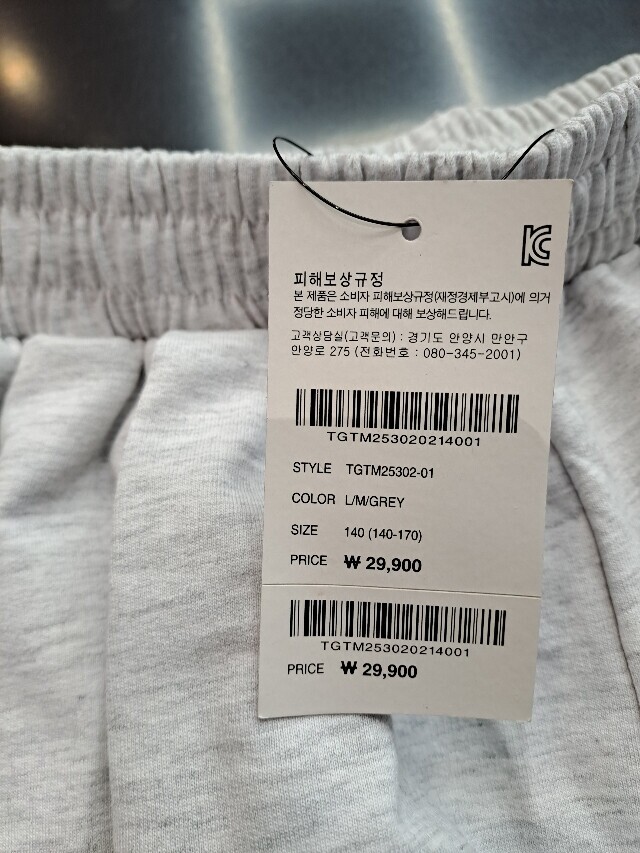 KC
피해보상규정
본 제품은 소비자 피해보상규정(재정경제부고시)에 의거
정당한 소비자 피해에 대해 보상해드립니다.
고객상담실(고객문의) : 경기도 안양시 만안구
안양로 275 (전화번호 : 080-345-2001)
TGTM253020214001
STYLE TGTM25302-01
COLOR L/M/GREY
SIZE 140 (140-170)
PRICE ₩ 29,900
TGTM253020214001
PRICE ₩ 29,900